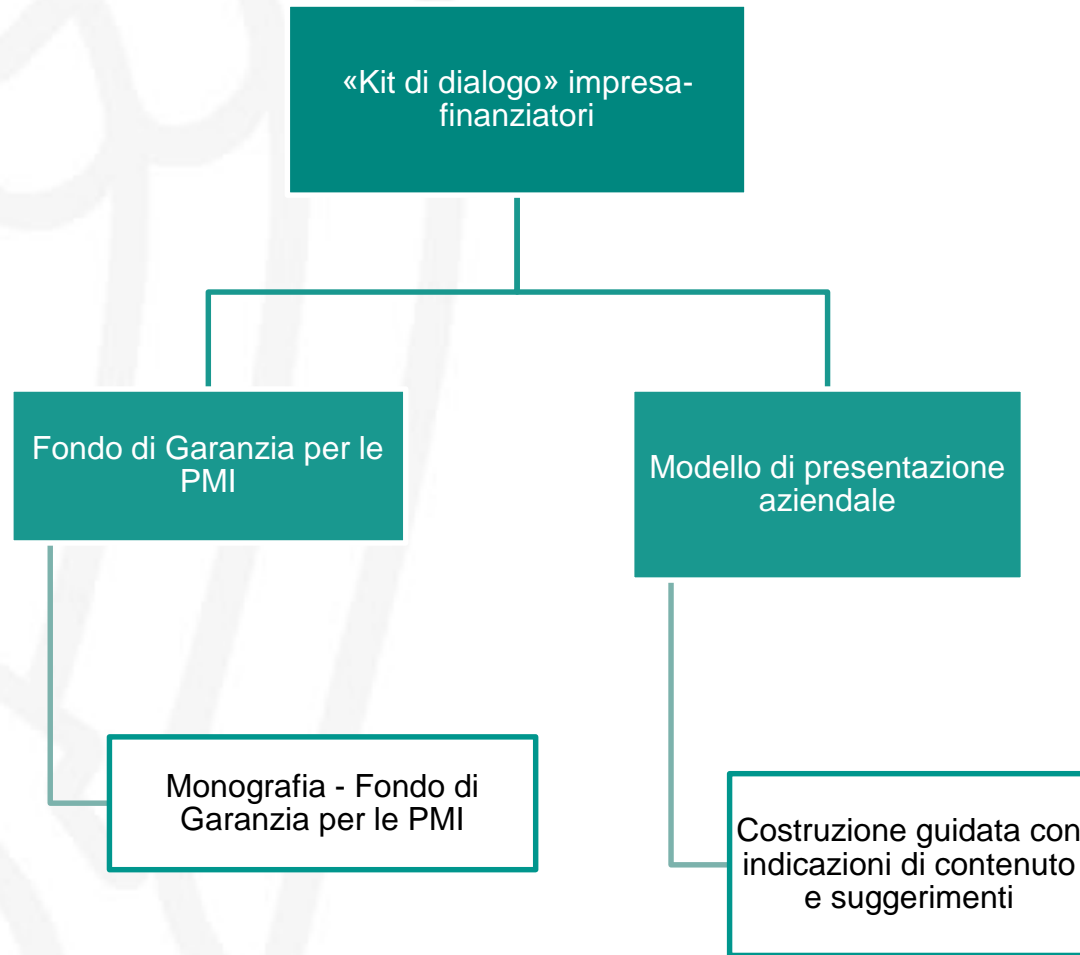 «Kit di dialogo» impresa-
finanziatori
Fondo di Garanzia per le
PMI
Modello di presentazione
aziendale
Monografia - Fondo di
Garanzia per le PMI
Costruzione guidata con
indicazioni di contenuto
e suggerimenti